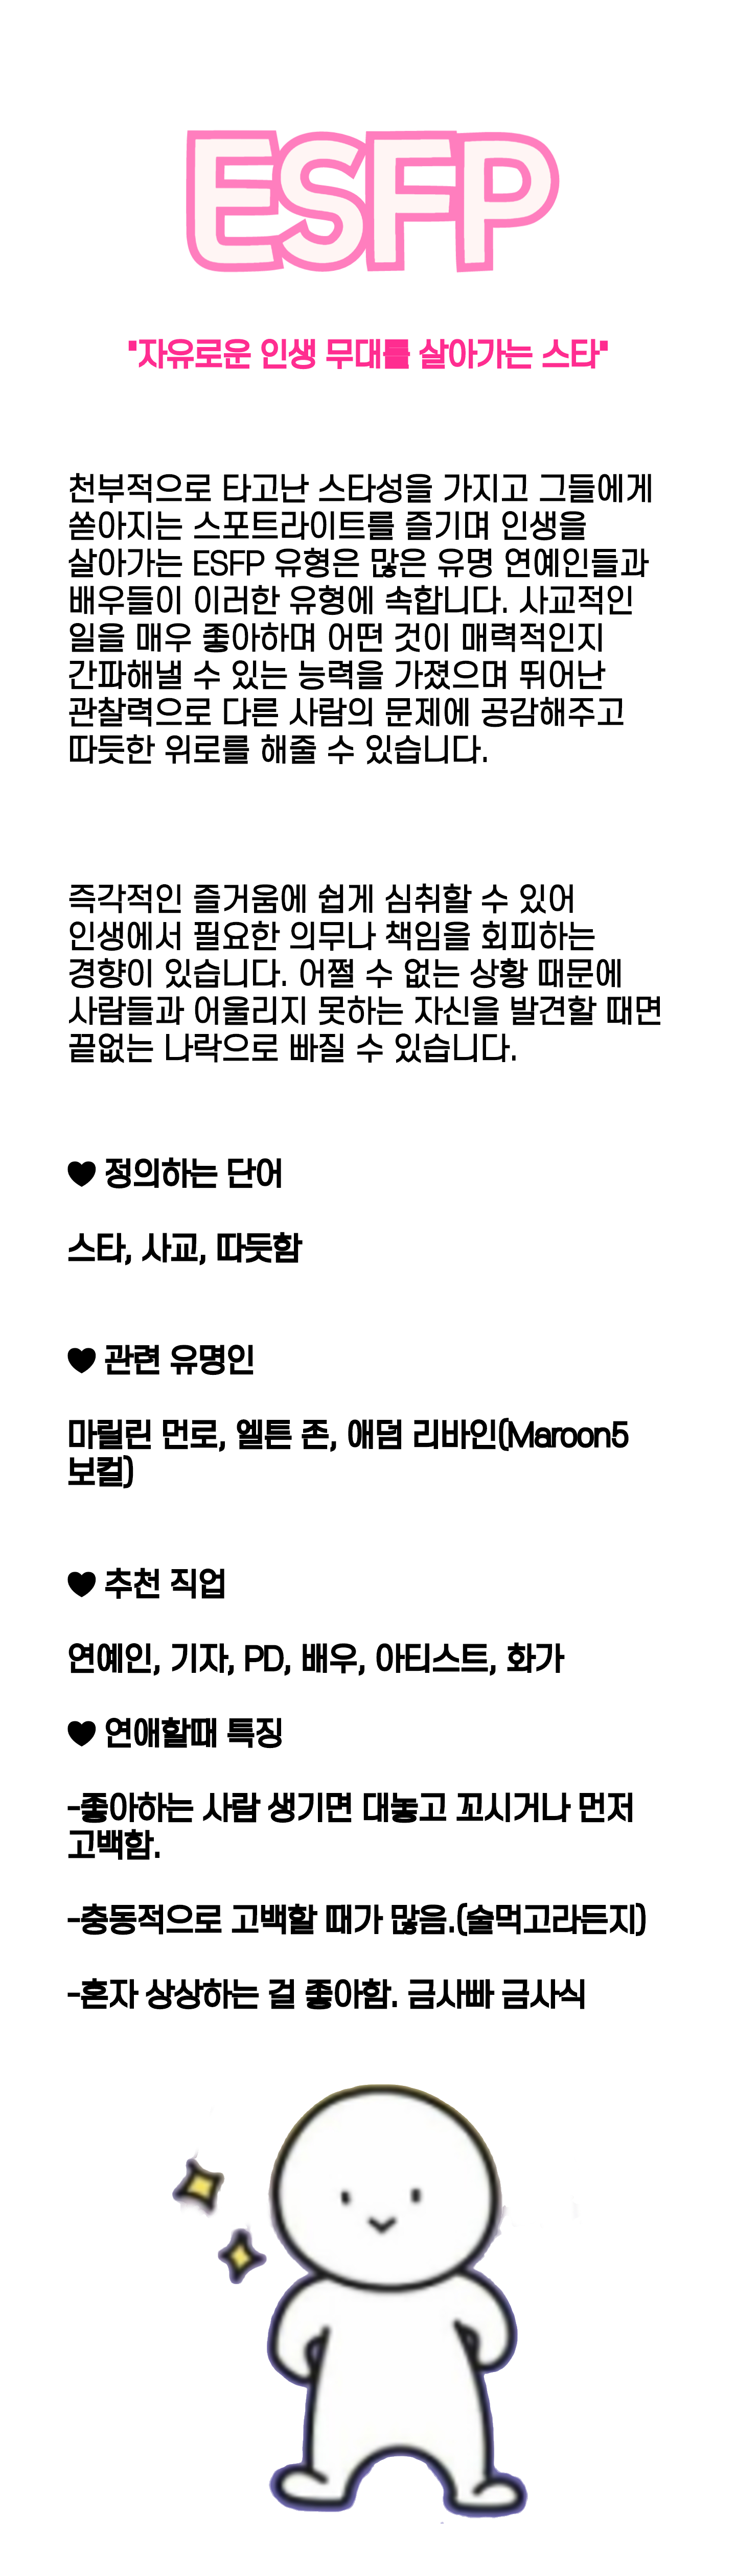 ESFP
"자유로운 인생 무대를 살아가는 스타"
천부적으로 타고난 스타성을 가지고 그들에게
쏟아지는 스포트라이트를 즐기며 인생을
살아가는 ESFP 유형은 많은 유명 연예인들과
배우들이 이러한 유형에 속합니다. 사교적인
일을 매우 좋아하며 어떤 것이 매력적인지
간파해낼 수 있는 능력을 가졌으며 뛰어난
관찰력으로 다른 사람의 문제에 공감해주고
따듯한 위로를 해줄 수 있습니다.
즉각적인 즐거움에 쉽게 심취할 수 있어
인생에서 필요한 의무나 책임을 회피하는
경향이 있습니다. 어쩔 수 없는 상황 때문에
사람들과 어울리지 못하는 자신을 발견할 때면
끝없는 나락으로 빠질 수 있습니다.
♥ 정의하는 단어
스타, 사교, 따듯함
♥ 관련 유명인
마릴린 먼로, 엘튼 존, 애덤 리바인(Maroon5
보컬)
♥ 추천 직업
연예인, 기자, PD, 배우, 아티스트, 화가
♥ 연애할때 특징
-좋아하는 사람 생기면 대놓고 꼬시거나 먼저
고백함.
-충동적으로 고백할 때가 많음.(술먹고라든지)
-혼자 상상하는 걸 좋아함. 금사빠 금사식